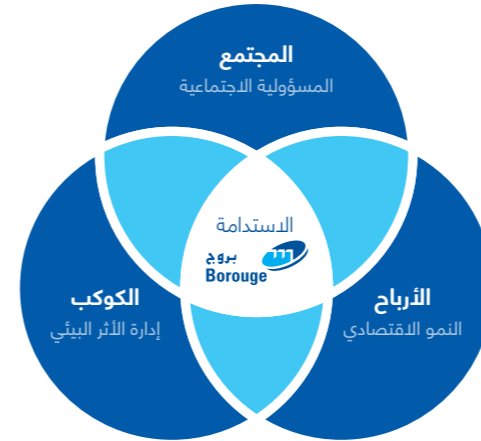 المجتمع
المسؤولية الاجتماعية
الاستدامة
بروج
Borouge
الأرباح
النمو الاقتصادي
الكوكب
إدارة الأثر البيئي